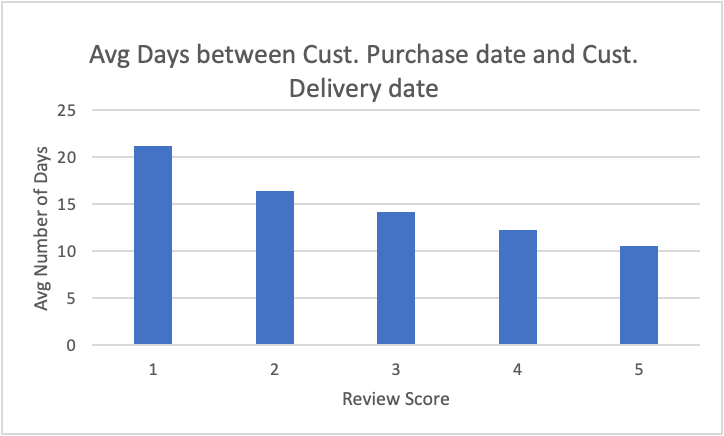 Avg Days between Cust. Purchase date and Cust.
Delivery date
25
20
15
10
5
0
Avg Number of Days
1 2 3 4 5
Review Score